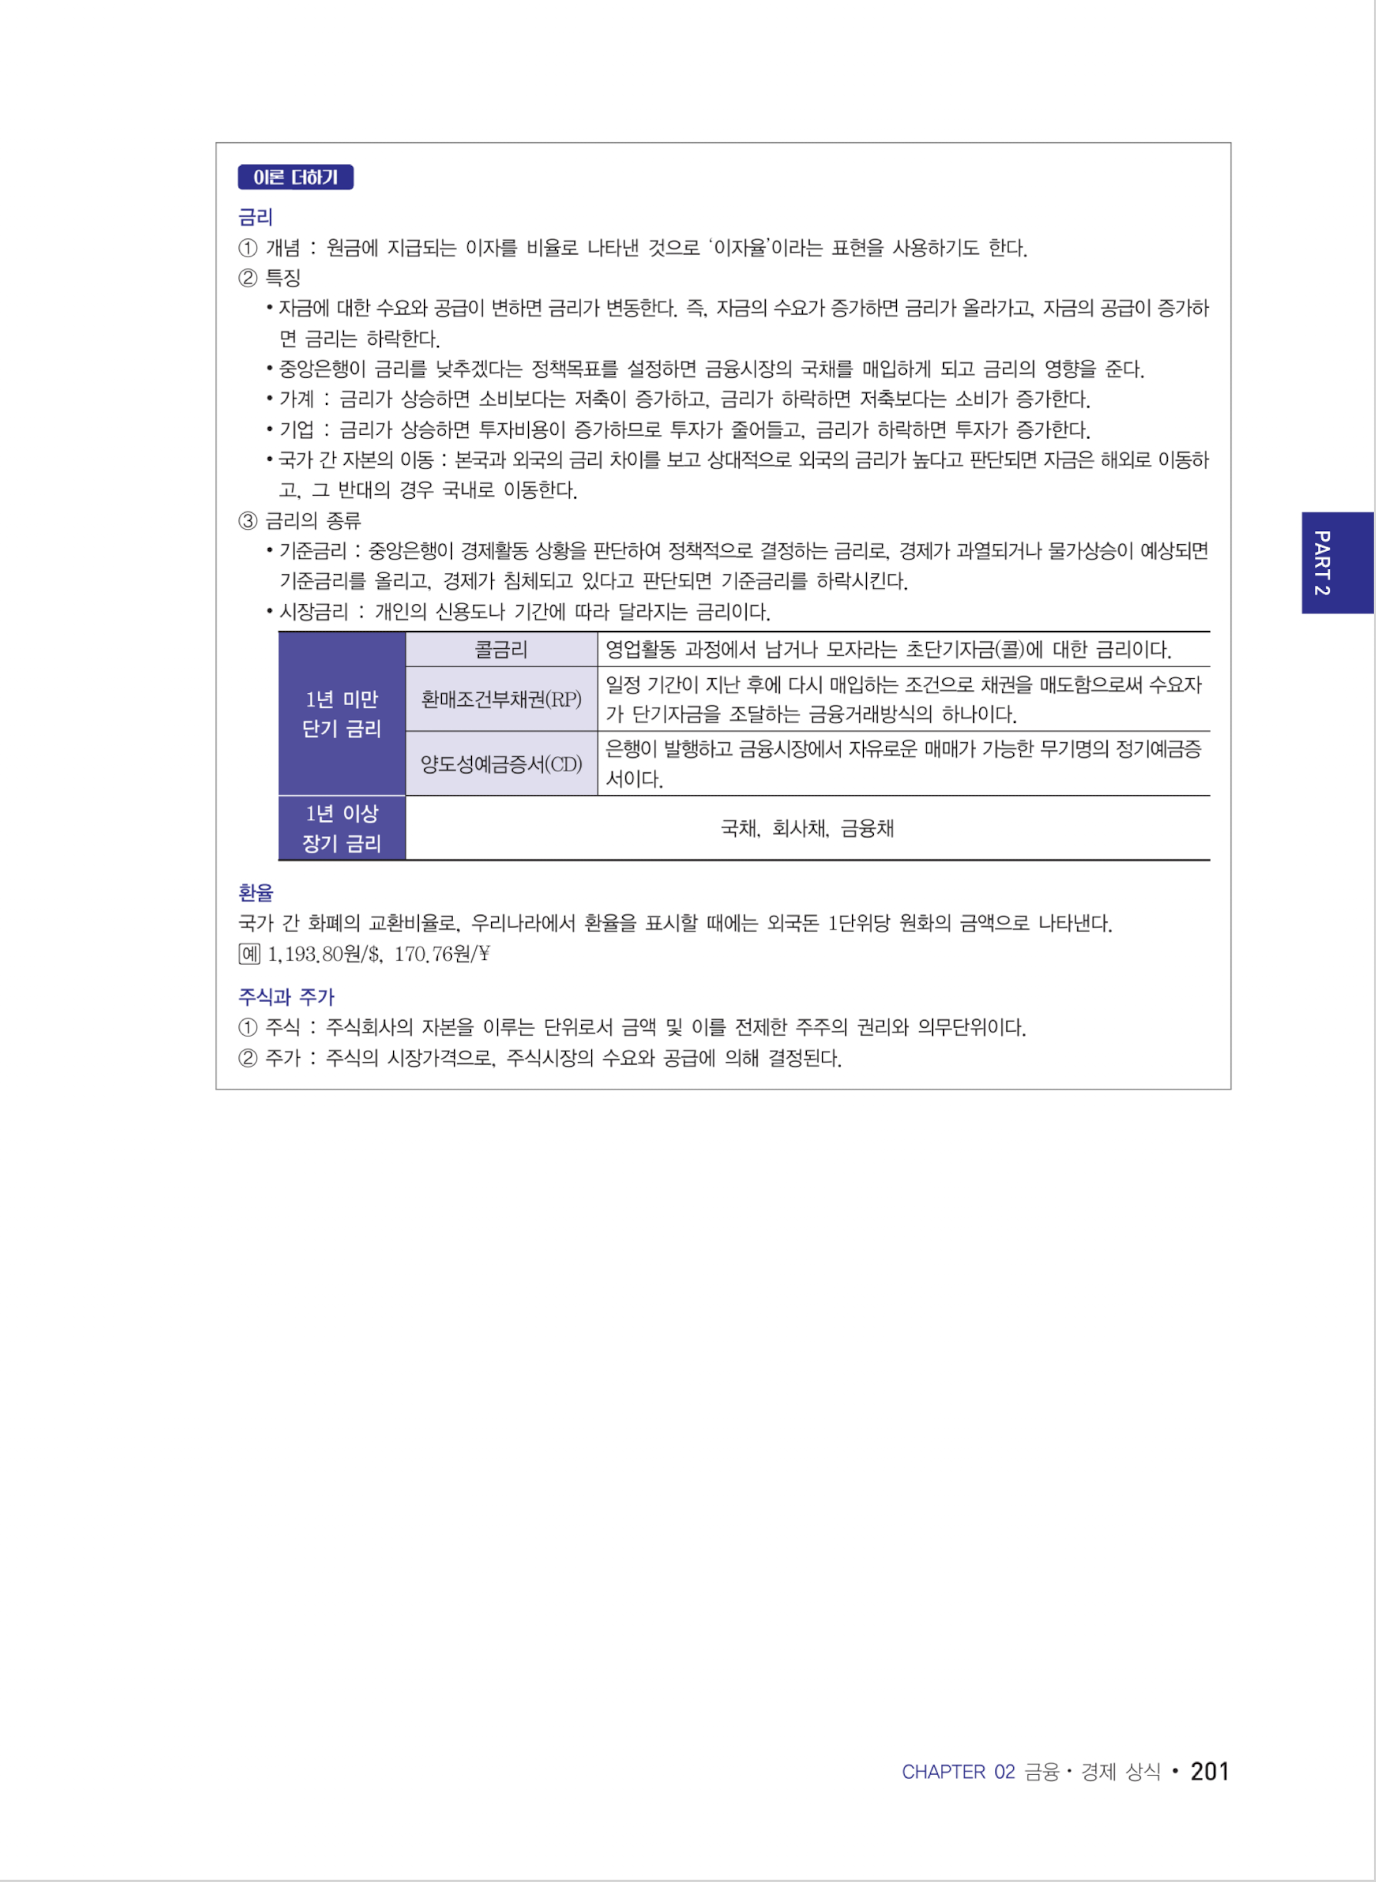 이론 더하기
금리
① 개념 : 원금에 지급되는 이자를 비율로 나타낸 것으로 ‘이자율’이라는 표현을 사용하기도 한다.
② 특징
• 자금에 대한 수요와 공급이 변하면 금리가 변동한다. 즉, 자금의 수요가 증가하면 금리가 올라가고, 자금의 공급이 증가하
면 금리는 하락한다.
• 중앙은행이 금리를 낮추겠다는 정책목표를 설정하면 금융시장의 국채를 매입하게 되고 금리의 영향을 준다.
• 가계 : 금리가 상승하면 소비보다는 저축이 증가하고, 금리가 하락하면 저축보다는 소비가 증가한다.
• 기업 : 금리가 상승하면 투자비용이 증가하므로 투자가 줄어들고, 금리가 하락하면 투자가 증가한다.
• 국가 간 자본의 이동 : 본국과 외국의 금리 차이를 보고 상대적으로 외국의 금리가 높다고 판단되면 자금은 해외로 이동하
고, 그 반대의 경우 국내로 이동한다.
③ 금리의 종류
• 기준금리 : 중앙은행이 경제활동 상황을 판단하여 정책적으로 결정하는 금리로, 경제가 과열되거나 물가상승이 예상되면
기준금리를 올리고, 경제가 침체되고 있다고 판단되면 기준금리를 하락시킨다.
• 시장금리 : 개인의 신용도나 기간에 따라 달라지는 금리이다.
1년 미만
단기 금리
콜금리
영업활동 과정에서 남거나 모자라는 초단기자금(콜)에 대한 금리이다.
환매조건부채권(RP)
일정 기간이 지난 후에 다시 매입하는 조건으로 채권을 매도함으로써 수요자
가 단기자금을 조달하는 금융거래방식의 하나이다.
양도성예금증서(CD)
은행이 발행하고 금융시장에서 자유로운 매매가 가능한 무기명의 정기예금증
서이다.
1년 이상
장기 금리
국채, 회사채, 금융채
환율
국가 간 화폐의 교환비율로, 우리나라에서 환율을 표시할 때에는 외국돈 1단위당 원화의 금액으로 나타낸다.
예 1,193.80원/$, 170.76원/¥
주식과 주가
① 주식 : 주식회사의 자본을 이루는 단위로서 금액 및 이를 전제한 주주의 권리와 의무단위이다.
② 주가 : 주식의 시장가격으로, 주식시장의 수요와 공급에 의해 결정된다.
PART 2
CHAPTER 02 금융 • 경제 상식 • 201